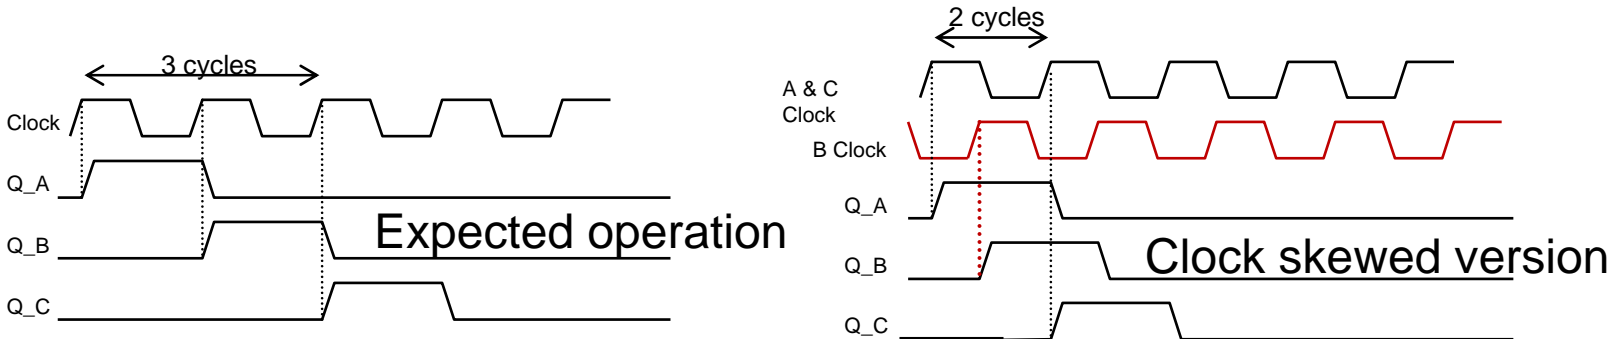 3 cycles
Clock
Q_A
Q_B
Expected operation
Q_C
2 cycles
A & C
Clock
B Clock
Q_A
Q_B
Clock skewed version
Q_C